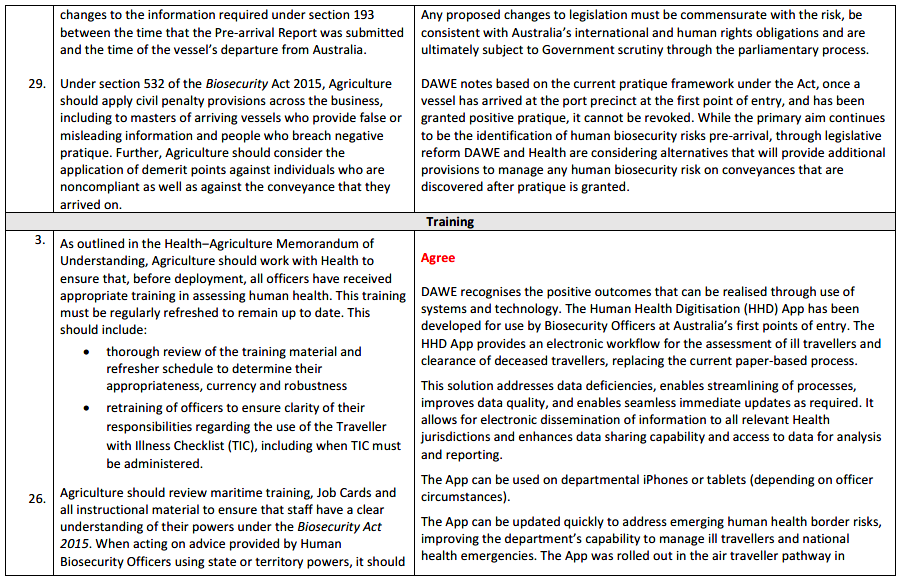 changes to the information required under section 193
between the time that the Pre-arrival Report was submitted
and the time of the vessel's departure from Australia.
Any proposed changes to legislation must be commensurate with the risk, be
consistent with Australia's international and human rights obligations and are
ultimately subject to Government scrutiny through the parliamentary process.
29.
Under section 532 of the Biosecurity Act 2015, Agriculture
should apply civil penalty provisions across the business,
including to masters of arriving vessels who provide false or
misleading information and people who breach negative
pratique. Further, Agriculture should consider the
application of demerit points against individuals who are
noncompliant as well as against the conveyance that they
arrived on.
DAWE notes based on the current pratique framework under the Act, once a
vessel has arrived at the port precinct at the first point of entry, and has been
granted positive pratique, it cannot be revoked. While the primary aim continues
to be the identification of human biosecurity risks pre-arrival, through legislative
reform DAWE and Health are considering alternatives that will provide additional
provisions to manage any human biosecurity risk on conveyances that are
discovered after pratique is granted.
Training
3.
As outlined in the Health–Agriculture Memorandum of
Understanding, Agriculture should work with Health to
ensure that, before deployment, all officers have received
appropriate training in assessing human health. This training
must be regularly refreshed to remain up to date. This
should include:
• thorough review of the training material and
refresher schedule to determine their
appropriateness, currency and robustness
• retraining of officers to ensure clarity of their
responsibilities regarding the use of the Traveller
with Illness Checklist (TIC), including when TIC must
be administered.
26.
Agriculture should review maritime training, Job Cards and
all instructional material to ensure that staff have a clear
understanding of their powers under the Biosecurity Act
2015. When acting on advice provided by Human
Biosecurity Officers using state or territory powers, it should
Agree
DAWE recognises the positive outcomes that can be realised through use of
systems and technology. The Human Health Digitisation (HHD) App has been
developed for use by Biosecurity Officers at Australia's first points of entry. The
HHD App provides an electronic workflow for the assessment of ill travellers and
clearance of deceased travellers, replacing the current paper-based process.
This solution addresses data deficiencies, enables streamlining of processes,
improves data quality, and enables seamless immediate updates as required. It
allows for electronic dissemination of information to all relevant Health
jurisdictions and enhances data sharing capability and access to data for analysis
and reporting.
The App can be used on departmental iPhones or tablets (depending on officer
circumstances).
The App can be updated quickly to address emerging human health border risks,
improving the department's capability to manage ill travellers and national
health emergencies. The App was rolled out in the air traveller pathway in